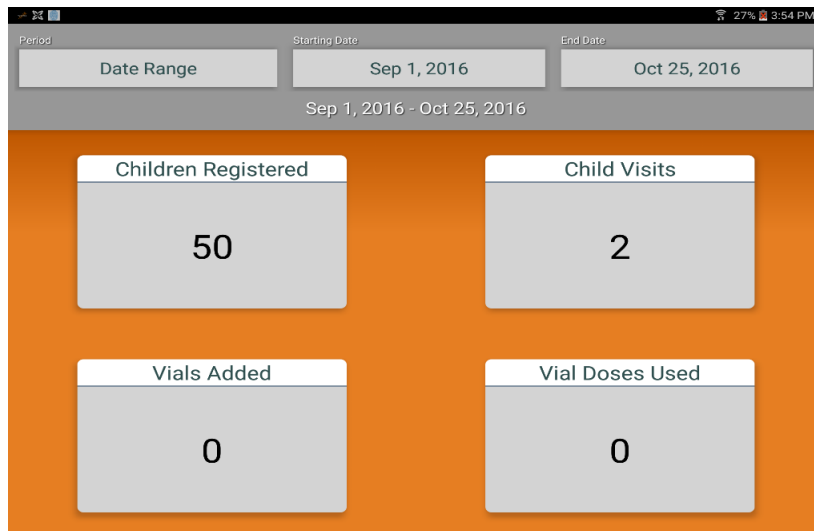 27% 3:54 PM
Period Starting Date End Date
Date Range Sep 1, 2016 Oct 25, 2016
Sep 1, 2016 - Oct 25, 2016
Children Registered Child Visits
50 2
Vials Added Vial Doses Used
0 0